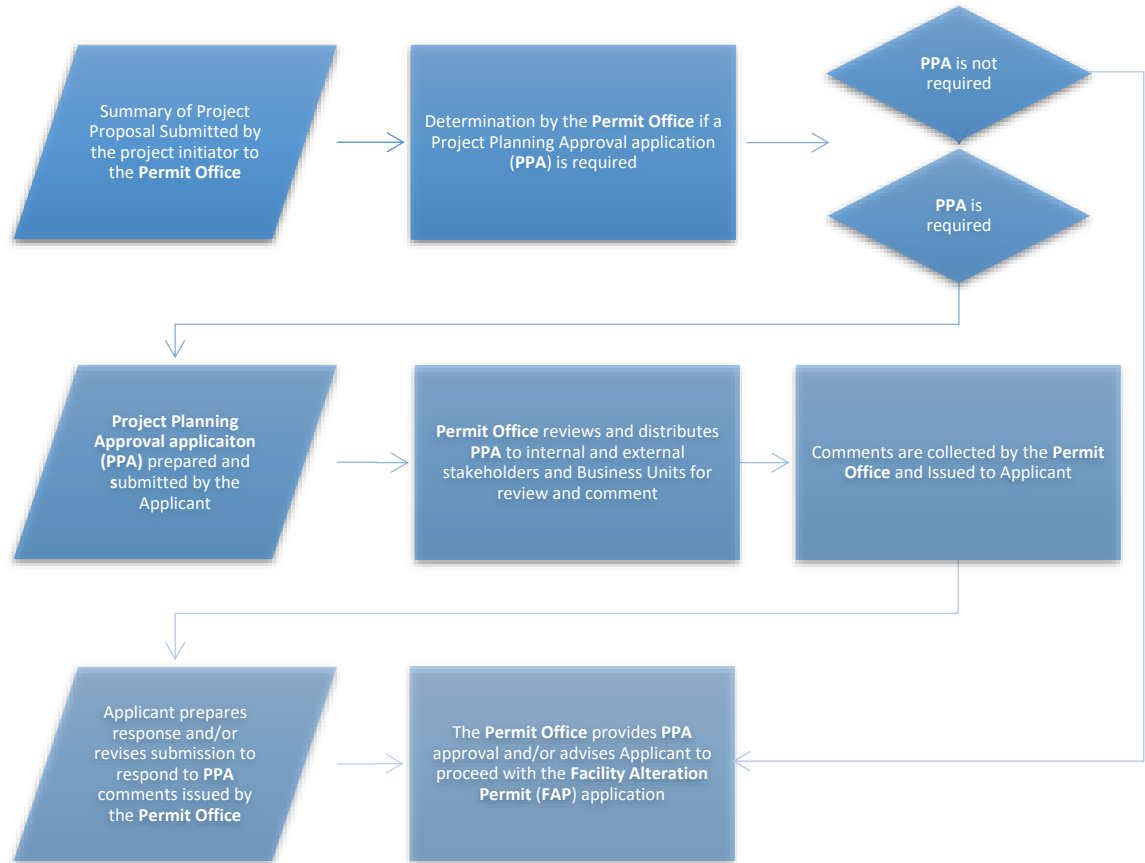 Summary of Project
Proposal Submitted by
the project initiator to
the Permit Office
Determination by the Permit Office if a
Project Planning Approval application
(PPA) is required
PPA is not
required
PPA is
required
Project Planning
Approval applicaiton
(PPA) prepared and
submitted by the
Applicant
Permit Office reviews and distributes
PPA to internal and external
stakeholders and Business Units for
review and comment
Comments are collected by the Permit
Office and Issued to Applicant
Applicant prepares
response and/or
revises submission to
respond to PPA
comments issued by
the Permit Office
The Permit Office provides PPA
approval and/or advises Applicant to
proceed with the Facility Alteration
Permit (FAP) application